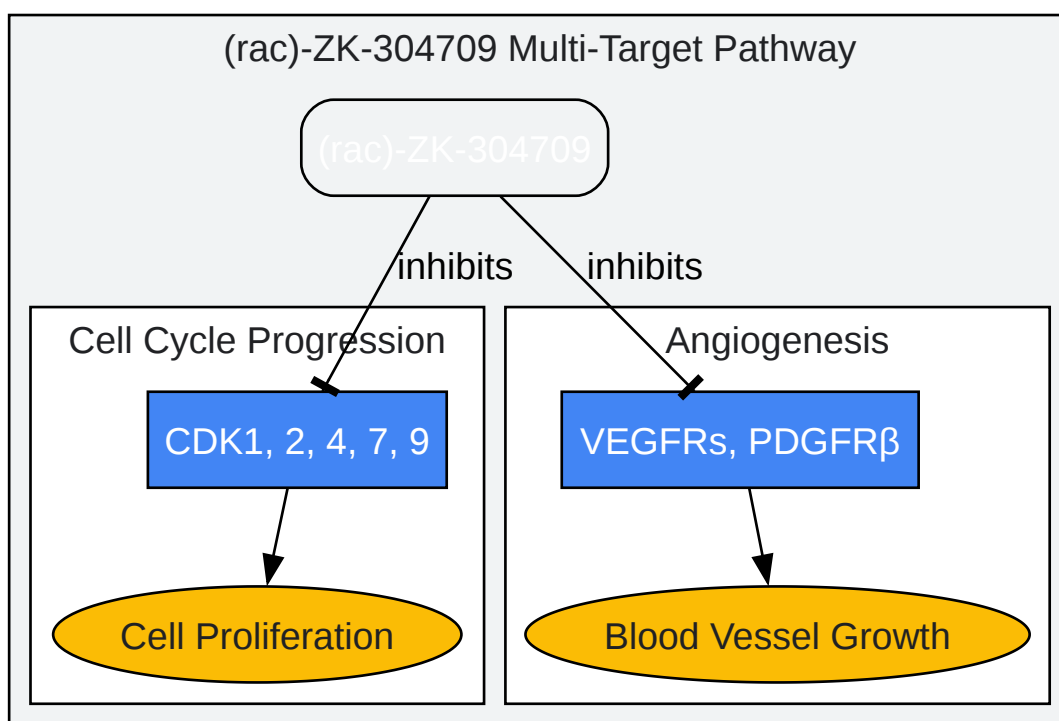 (rac)-ZK-304709 Multi-Target Pathway
(rac)-ZK-304709
inhibits
inhibits
Cell Cycle Progression
CDK1, 2, 4, 7, 9
Cell Proliferation
Angiogenesis
VEGFRs, PDGFRβ
Blood Vessel Growth